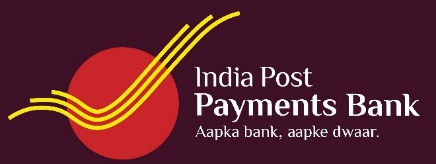 India Post
Payments Bank
Aapka bank, aapke dwaar.